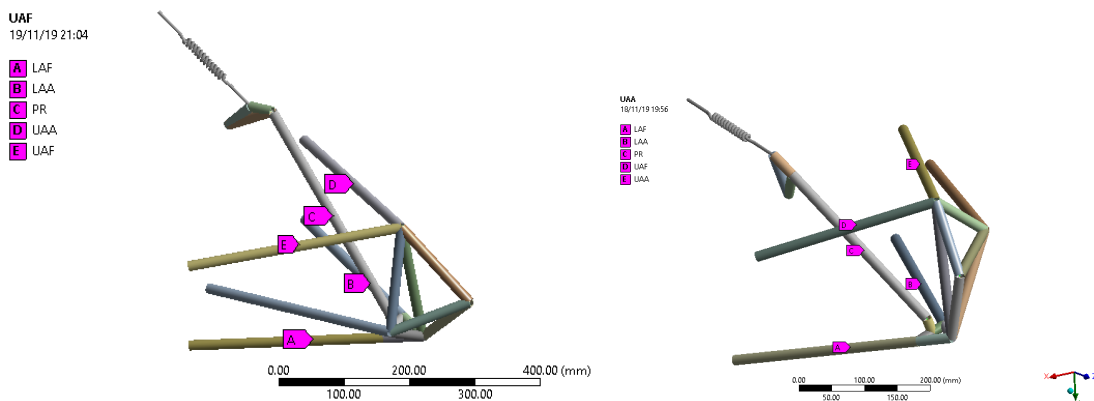 UAF
19/11/19 21:04
A LAF
B LAA
C PR
D UAA
E UAF
D
C
E
B
A
0.00 200.00 400.00 (mm)
100.00 300.00
UAA
18/11/19 19:56
A LAF
B LAA
C PR
D UAF
E UAA
E
D
C
B
A
0.00 100.00 200.00 (mm)
50.00 150.00
X Z